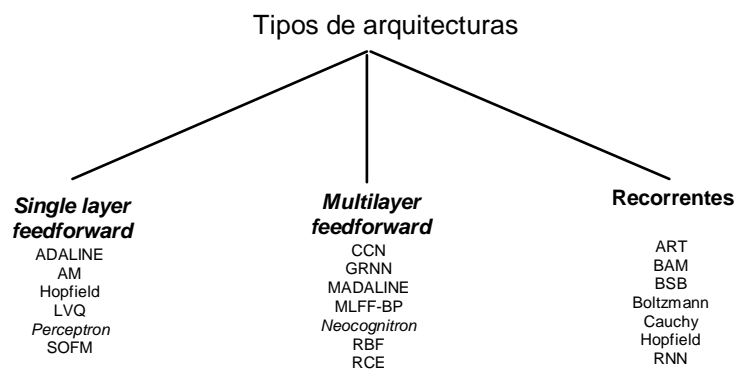 Tipos de arquitecturas
Single layer
feedforward
ADALINE
AM
Hopfield
LVQ
Perceptron
SOFM
Multilayer
feedforward
CCN
GRNN
MADALINE
MLFF-BP
Neocognitron
RBF
RCE
Recorrentes
ART
BAM
BSB
Boltzmann
Cauchy
Hopfield
RNN